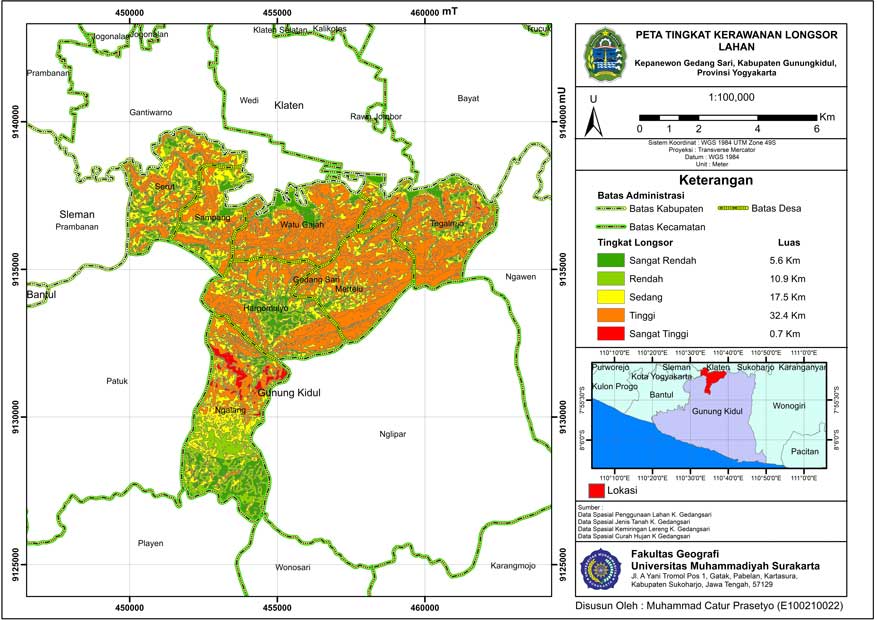 450000
455000
460000 mT
Jogonalan
Jogonalan
Klaten Selatan
Kalikotes
Trucuk
Prambanan
Gantiwarno
Wedi
Klaten
Rawa Jombor
Bayat
9140000
9140000 mU
Serut
Sampang
Watu Gajah
Tegalrejo
Sleman
Prambanan
9135000
9135000
Ngawen
Gedang Sari
Mertelu
Bantul
Hargomulyo
Patuk
Gunung Kidul
Ngalang
9130000
9130000
Nglipar
Playen
Wonosari
Karangmojo
9125000
9125000
450000
455000
460000
PETA TINGKAT KERAWANAN LONGSOR
LAHAN
Kepanewon Gedang Sari, Kabupaten Gunungkidul,
Provinsi Yogyakarta
U
1:100,000
0 1 2 4 6 Km
Sistem Koordinat : WGS 1984 UTM Zone 49S
Proyeksi : Transverse Mercator
Datum : WGS 1984
Unit : Meter
Keterangan
Batas Administrasi
Batas Kabupaten
Batas Desa
Batas Kecamatan
Tingkat Longsor Luas
Sangat Rendah 5.6 Km
Rendah 10.9 Km
Sedang 17.5 Km
Tinggi 32.4 Km
Sangat Tinggi 0.7 Km
110°10'0"E 110°20'0"E 110°30'0"E 110°40'0"E 110°50'0"E 111°0'0"E
Purworejo Sleman Klaten Sukoharjo Karanganyar
Kota Yogyakarta
Kulon Progo
Bantul
Gunung Kidul
Wonogiri
Pacitan
7°55'30"S
7°55'30"S
8°6'0"S
8°6'0"S
110°10'0"E 110°20'0"E 110°30'0"E 110°40'0"E 110°50'0"E 111°0'0"E
Lokasi
Sumber :
Data Spasial Penggunaan Lahan K. Gedangsari
Data Spasial Jenis Tanah K. Gedangsari
Data Spasial Kemiringan Lereng K. Gedangsari
Data Spasial Curah Hujan K Gedangsari
Fakultas Geografi
Universitas Muhammadiyah Surakarta
Jl. A Yani Tromol Pos 1, Gatak, Pabelan, Kartasura,
Kabupaten Sukoharjo, Jawa Tengah, 57129
Disusun Oleh : Muhammad Catur Prasetyo (E100210022)